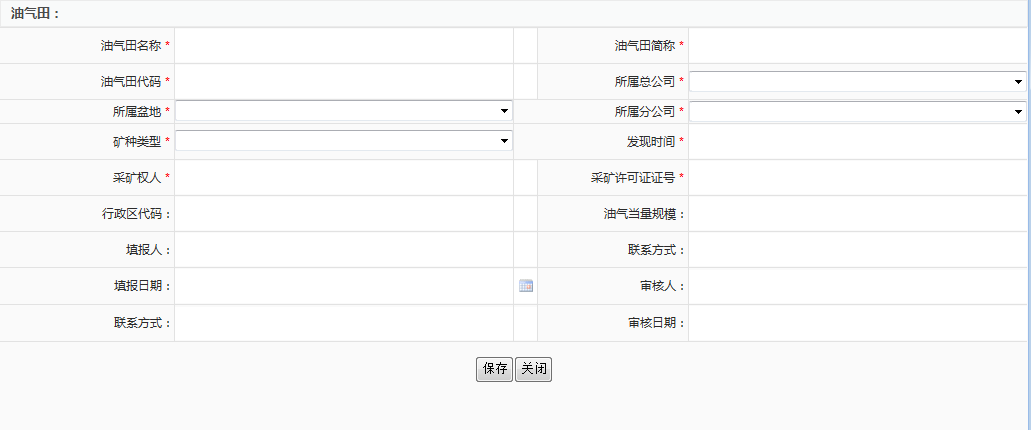 油气田：
油气田名称 * 油气田简称 *
油气田代码 * 所属总公司 *
所属盆地 * 所属分公司 *
矿种类型 * 发现时间 *
采矿权人 * 采矿许可证证号 *
行政区代码： 油气当量规模：
填报人： 联系方式：
填报日期： 审核人：
联系方式： 审核日期：
保存 关闭